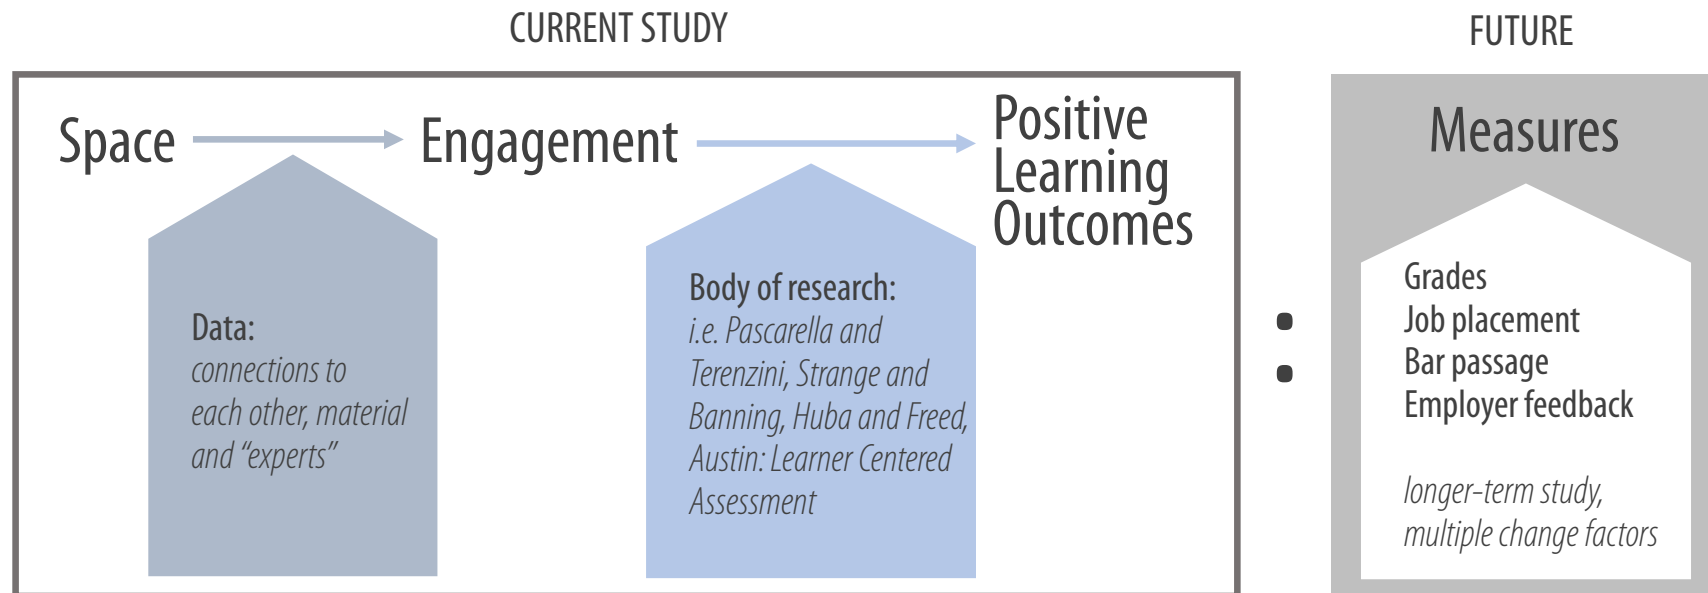 CURRENT STUDY
Space
Engagement
Positive
Learning
Outcomes
Data:
connections to
each other, material
and “experts”
Body of research:
i.e. Pascarella and
Terenzini, Strange and
Banning, Huba and Freed,
Austin: Learner Centered
Assessment
:
FUTURE
Measures
Grades
Job placement
Bar passage
Employer feedback
longer-term study,
multiple change factors